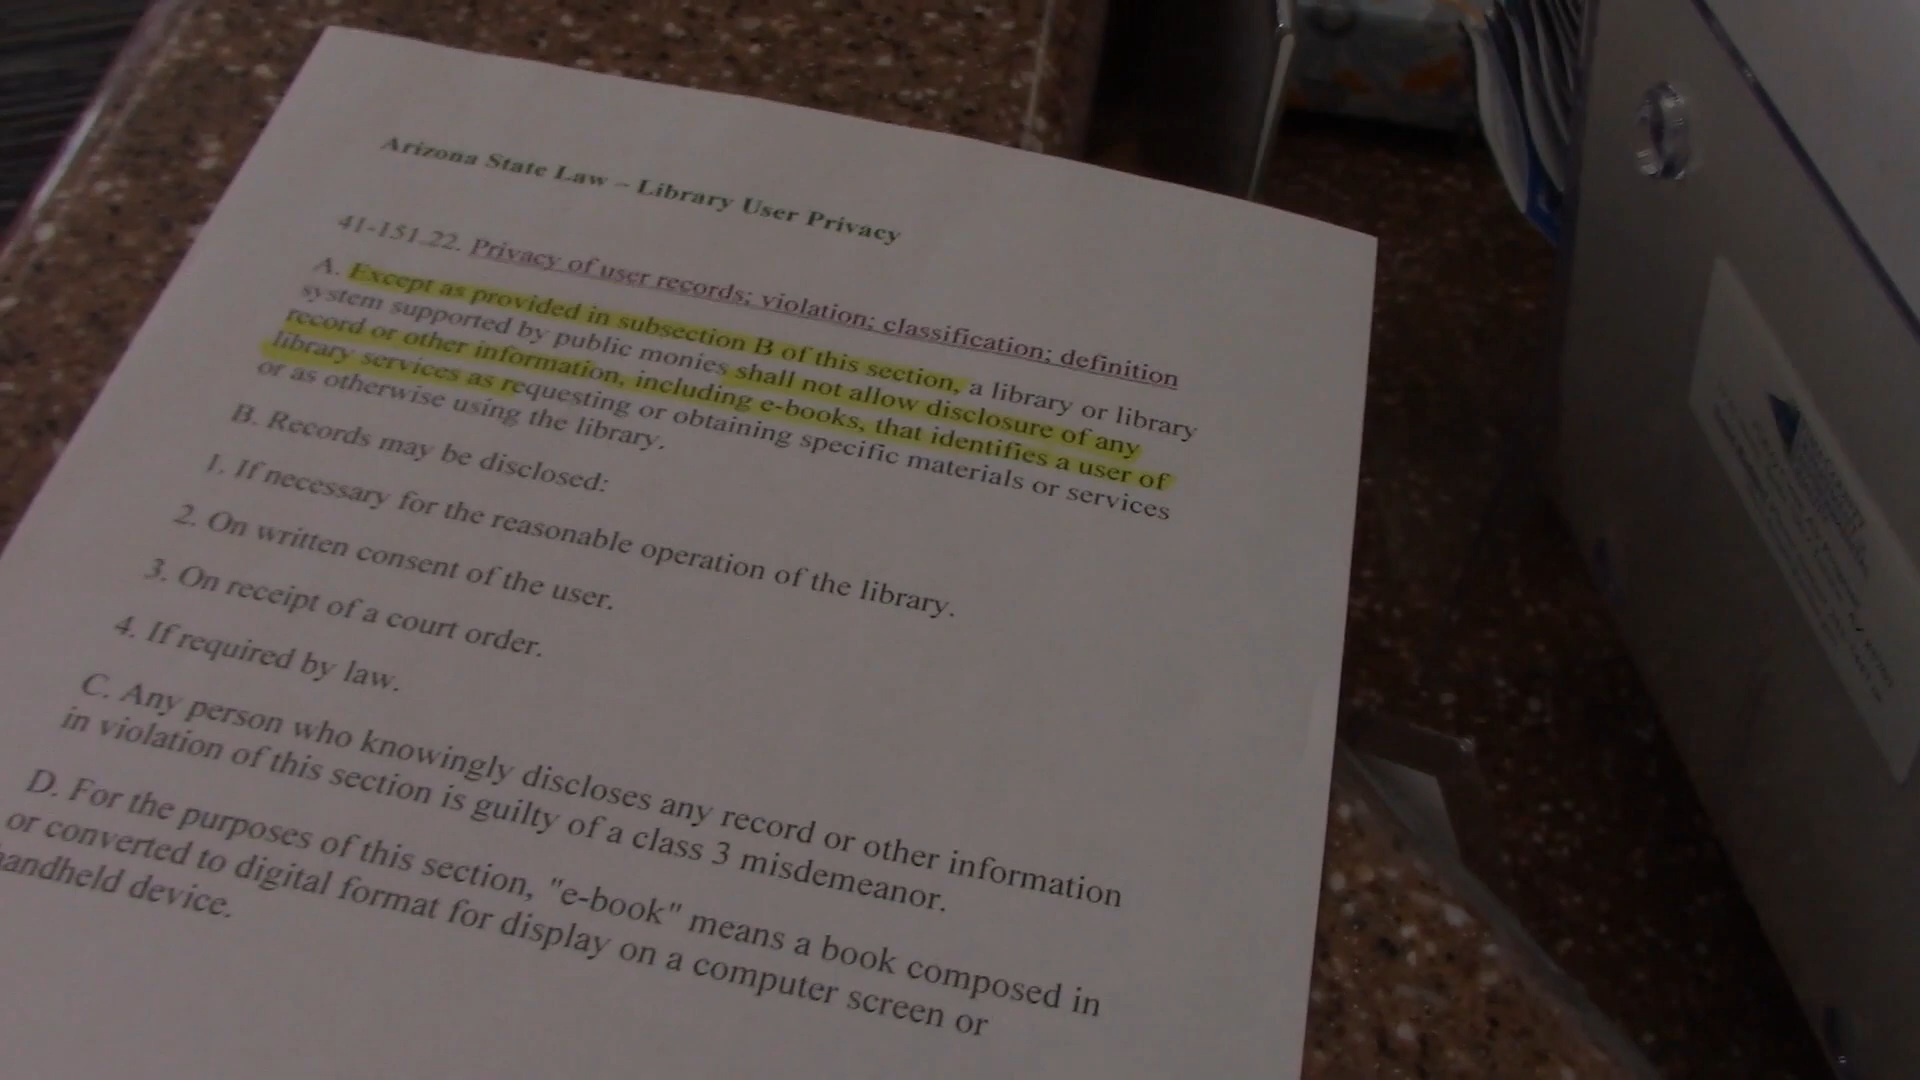 Arizona State Law – Library User Privacy
41-151.22. Privacy of user records; violation; classification; definition
A. Except as provided in subsection B of this section, a library or library
system supported by public monies shall not allow disclosure of any
record or other information, including e-books, that identifies a user of
library services as requesting or obtaining specific materials or services
or as otherwise using the library.
B. Records may be disclosed:
1. If necessary for the reasonable operation of the library.
2. On written consent of the user.
3. On receipt of a court order.
4. If required by law.
C. Any person who knowingly discloses any record or other information
in violation of this section is guilty of a class 3 misdemeanor.
D. For the purposes of this section, "e-book" means a book composed in
or converted to digital format for display on a computer screen or
handheld device.